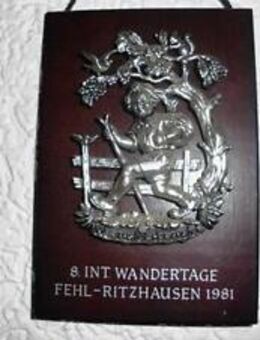 8. INT WANDERTAGE
FEHL-RITZHAUSEN 1981